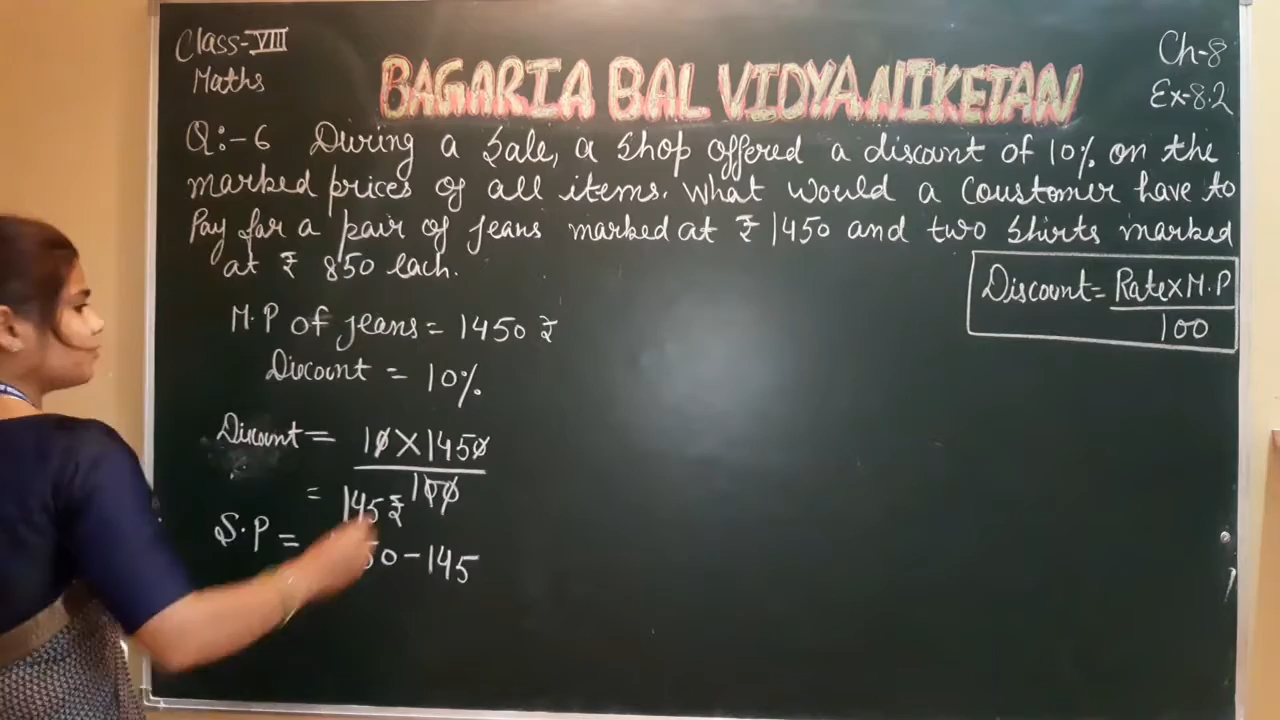 Class-VIII
Maths
BAGARIA BAL VIDYA NIKETAN
Ch-8
Ex-8.2
Q:-6 During a sale, a shop offered a discount of 10% on the
marked prices of all items. What would a coustomer have to
Pay for a pair of jeans marked at ₹ 1450 and two shirts marked
at ₹ 850 each.
Discount = Rate×M.P
100
M.P of jeans = 1450 ₹
Discount = 10%
Discount = 10×1450
100
= 145 ₹
S.P = 50-145